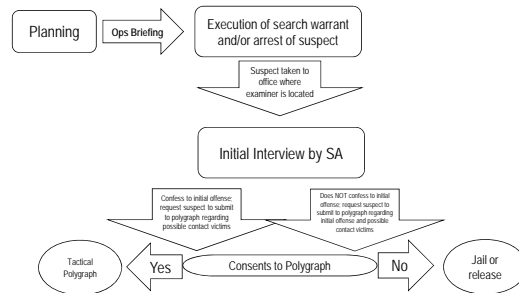 Planning
Ops Briefing
Execution of search warrant
and/or arrest of suspect
Suspect taken to
office where
examiner is located
Initial Interview by SA
Confess to initial offense:
request suspect to submit
to polygraph regarding
possible contact victims
Does NOT confess to initial
offense: request suspect to
submit to polygraph regarding
initial offense and possible
contact victims
Tactical
Polygraph
Yes
Consents to Polygraph
No
Jail or
release